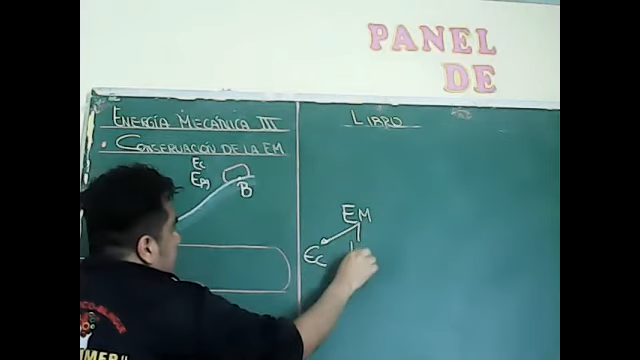 PANEL
DE
ENERGÍA MECÁNICA III
LIBRO
• CONSERVACIÓN DE LA EM
Ec
Epg
B
EM
Ec